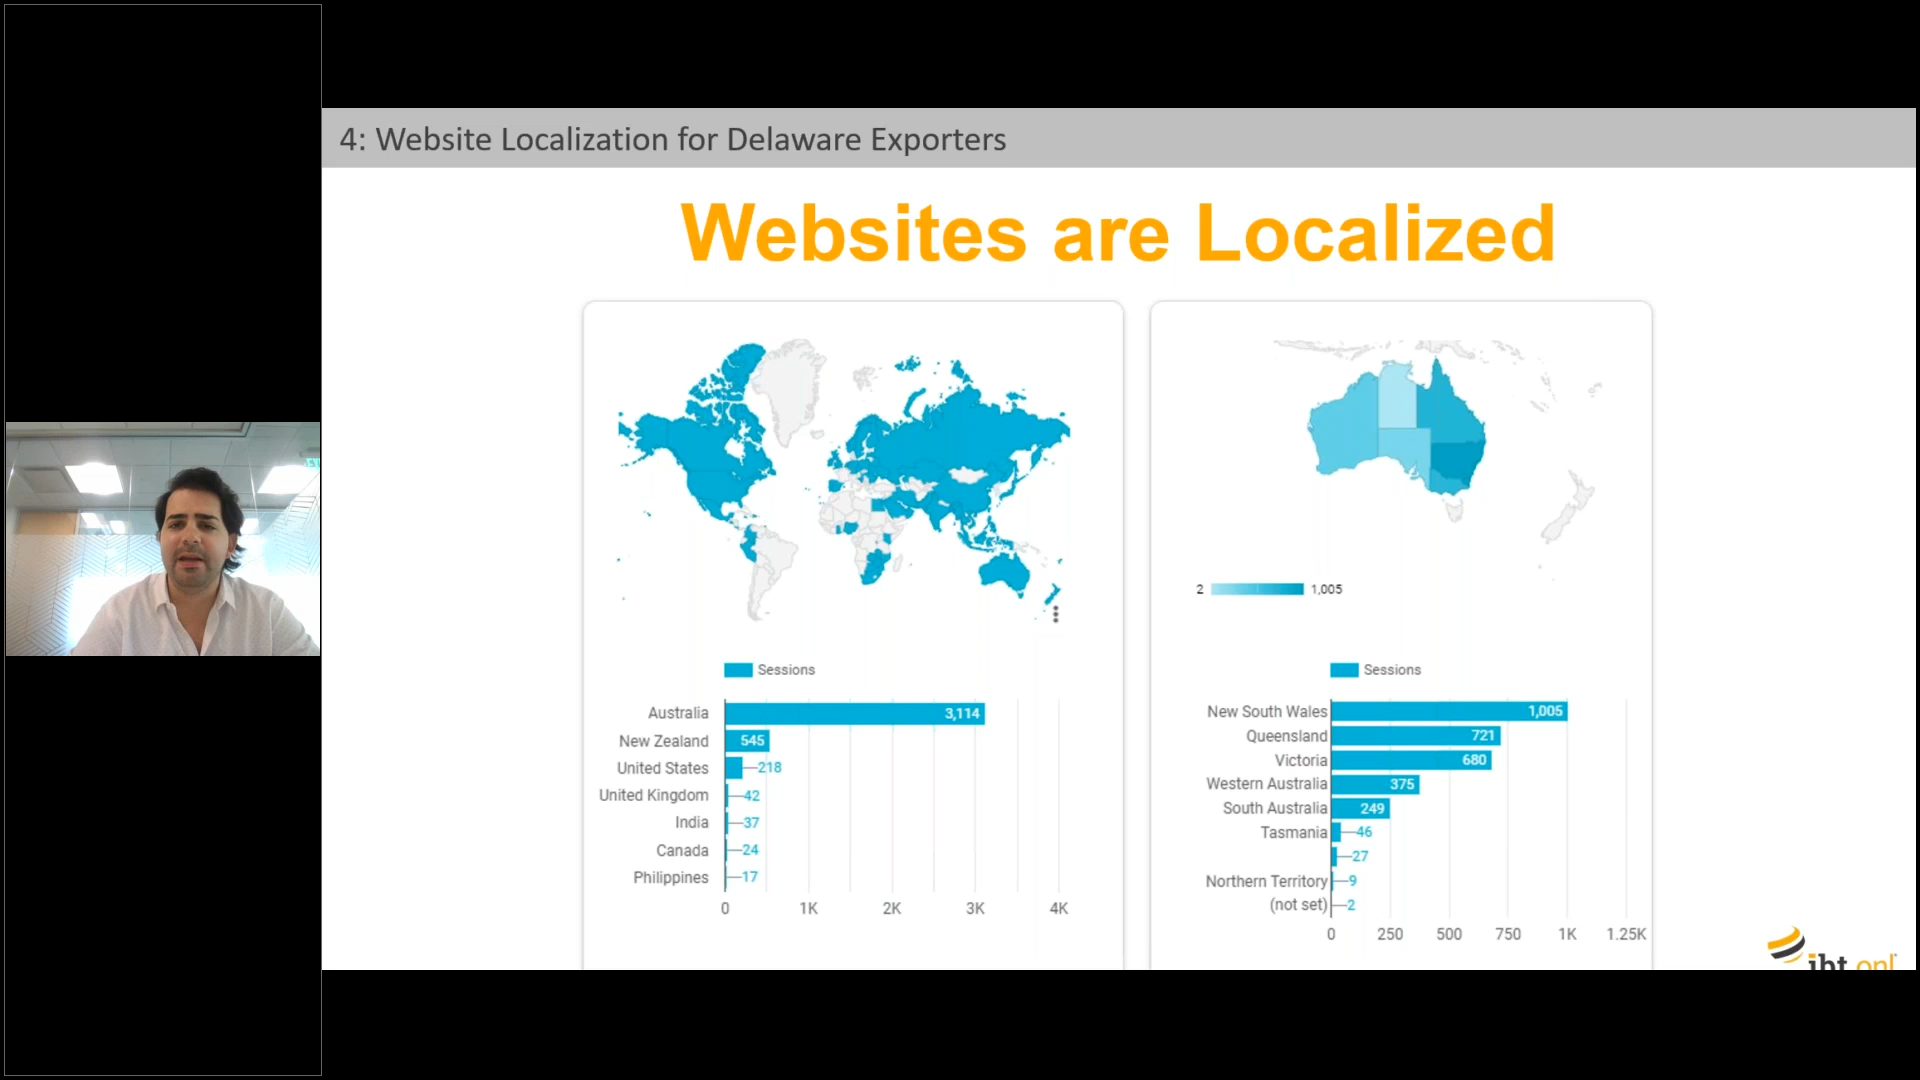 4: Website Localization for Delaware Exporters
Websites are Localized
2 1,005
Sessions
Australia 3,114
New Zealand 545
United States 218
United Kingdom 42
India 37
Canada 24
Philippines 17
0 1K 2K 3K 4K
Sessions
New South Wales 1,005
Queensland 721
Victoria 680
Western Australia 375
South Australia 249
Tasmania 46
27
Northern Territory 9
(not set) 2
0 250 500 750 1K 1.25K
ibt onl